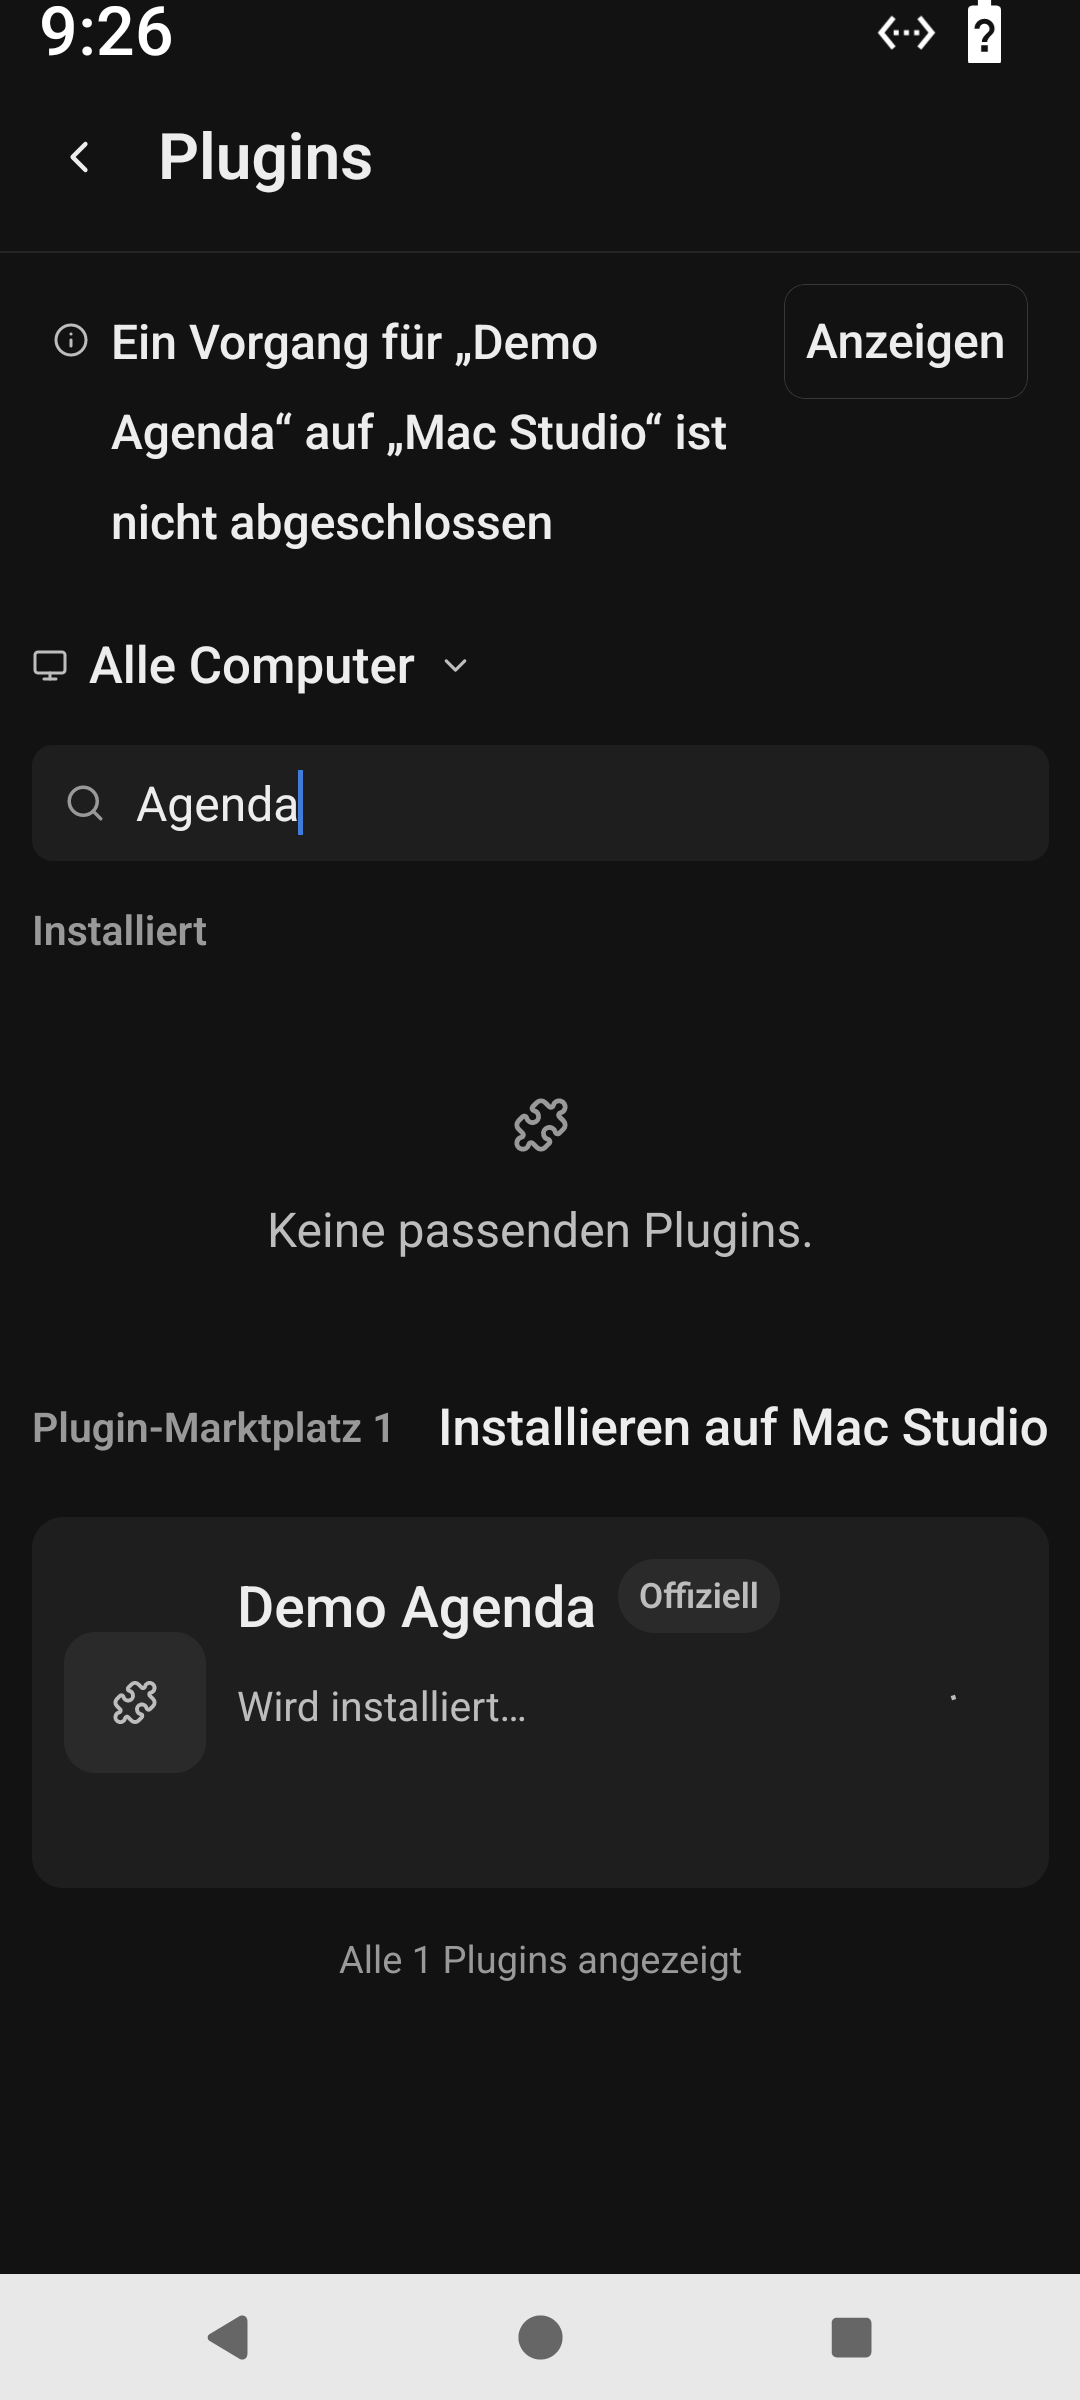 9:26
Plugins
Ein Vorgang für „Demo
Agenda“ auf „Mac Studio“ ist
nicht abgeschlossen
Anzeigen
Alle Computer
Agenda
Installiert
Keine passenden Plugins.
Plugin-Marktplatz 1
Installieren auf Mac Studio
Demo Agenda
Offiziell
Wird installiert…
Alle 1 Plugins angezeigt